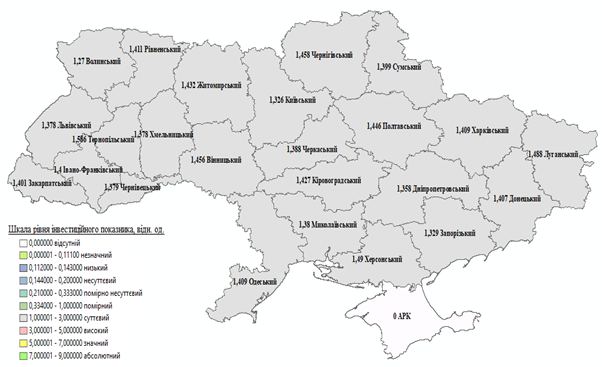 1,458 Чернігівський
1,411 Рівненський
1,27 Волинський
1,399 Сумський
1,432 Житомирський
1,326 Київський
1,378 Львівський
1,586 Тернопільський
1,378 Хмельницький
1,446 Полтавський
1,409 Харківський
1,388 Черкаський
1,488 Луганський
1,456 Вінницький
1,4 Івано-Франківський
1,401 Закарпатський
1,379 Чернівецький
1,427 Кіровоградський
1,358 Дніпропетровський
1,407 Донецький
1,38 Миколаївський
1,329 Запорізький
1,49 Херсонський
1,409 Одеський
0 АРК
Шкала рівня інвестиційного показника, відн. од.
0,000000 відсутній
0,000001 - 0,11100 незначний
0,112000 - 0,143000 низький
0,144000 - 0,200000 несуттєвий
0,210000 - 0,333000 помірно несуттєвий
0,334000 - 1,000000 помірний
1,000001 - 3,000000 суттєвий
3,000001 - 5,000000 високий
5,000001 - 7,000000 значний
7,000001 - 9,000000 абсолютний